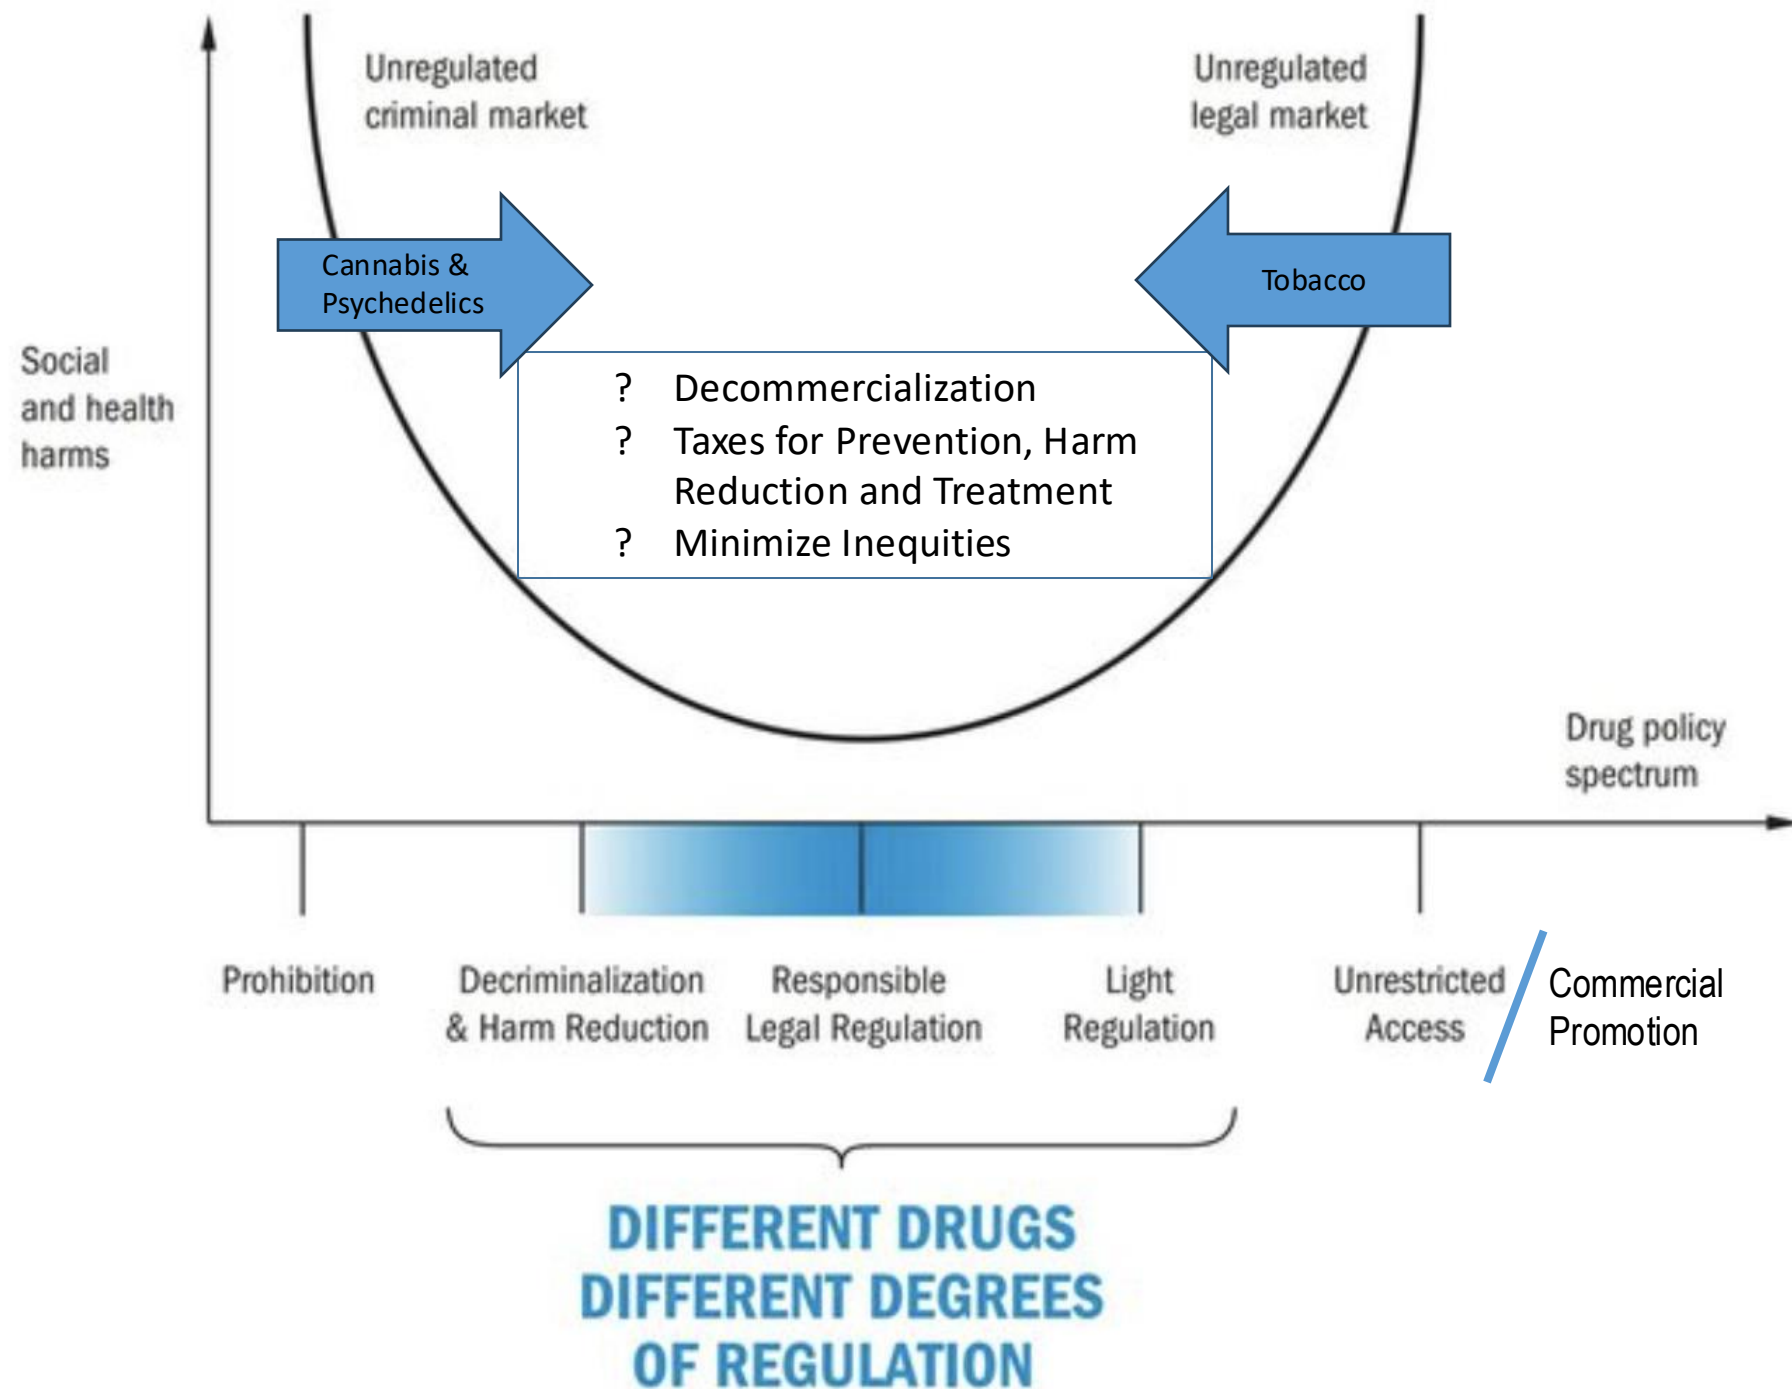 Unregulated
criminal market
Unregulated
legal market
Cannabis &
Psychedelics
Tobacco
Social
and health
harms
? Decommercialization
? Taxes for Prevention, Harm
Reduction and Treatment
? Minimize Inequities
Drug policy
spectrum
Prohibition
Decriminalization
& Harm Reduction
Responsible
Legal Regulation
Light
Regulation
Unrestricted
Access
/
Commercial
Promotion
DIFFERENT DRUGS
DIFFERENT DEGREES
OF REGULATION